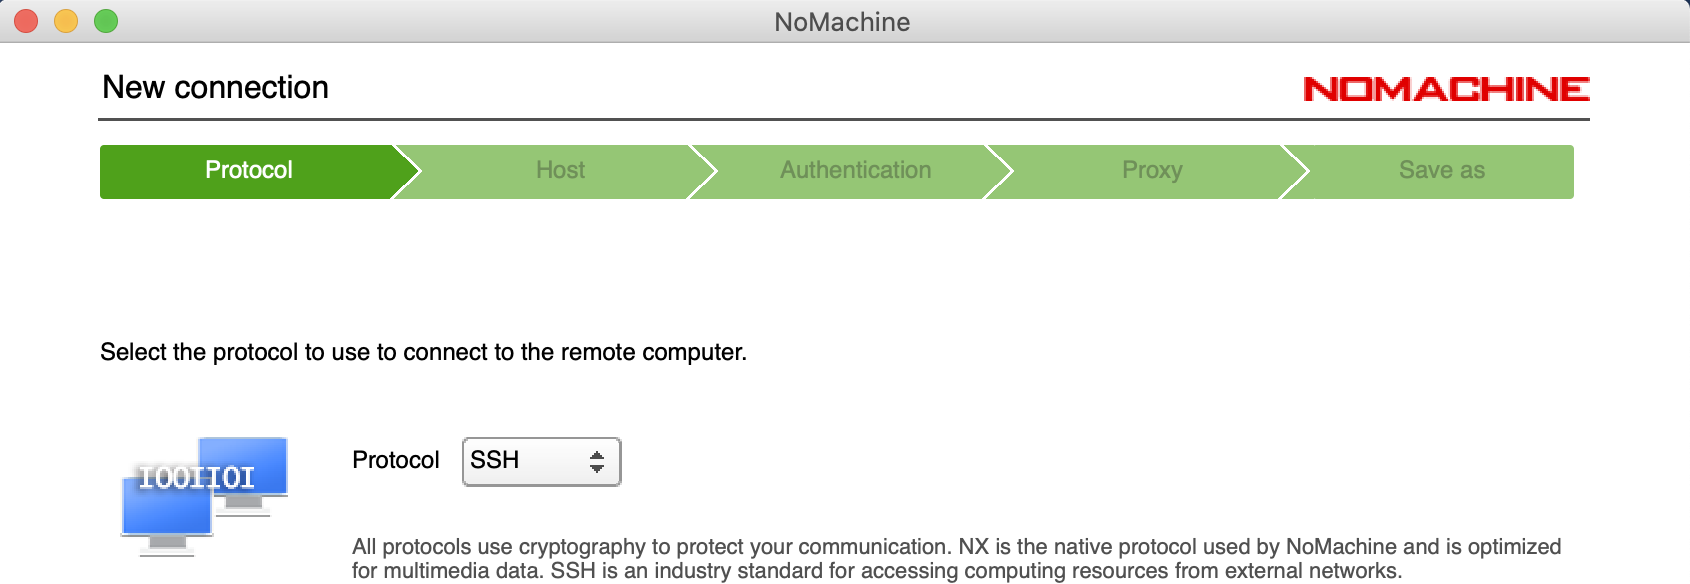 NoMachine
New connection
NOMACHINE
Protocol
Host
Authentication
Proxy
Save as
Select the protocol to use to connect to the remote computer.
IOOIIOI
Protocol
SSH
All protocols use cryptography to protect your communication. NX is the native protocol used by NoMachine and is optimized
for multimedia data. SSH is an industry standard for accessing computing resources from external networks.